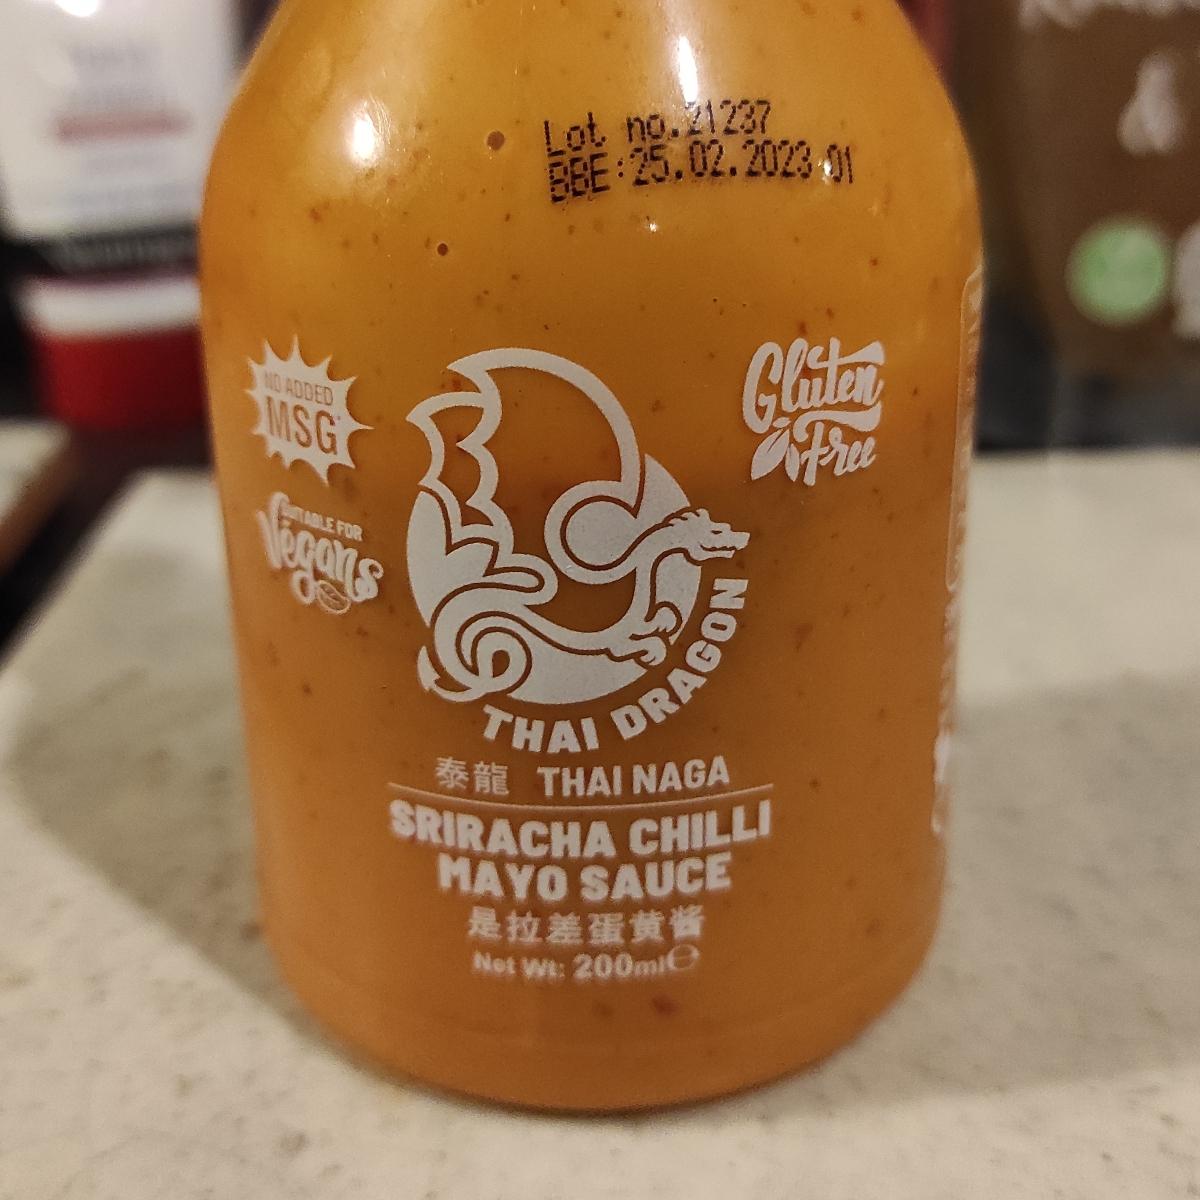 Lot no.21237
BBE:25.02.2023 01
NO ADDED
MSG
SUITABLE FOR
Vegans
Gluten
Free
THAI DRAGON
泰龍 THAI NAGA
SRIRACHA CHILLI
MAYO SAUCE
是拉差蛋黄酱
Net Wt: 200ml℮